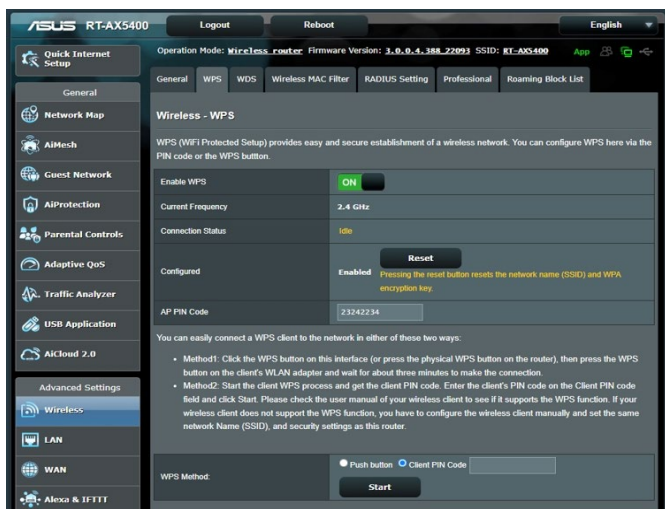 ASUS RT-AX5400 Logout Reboot English
Quick Internet Setup
Operation Mode: Wireless router Firmware Version: 3.0.0.4.388_22093 SSID: RT-AX5400 App
General WPS WDS Wireless MAC Filter RADIUS Setting Professional Roaming Block List
General
Network Map
AiMesh
Guest Network
AiProtection
Parental Controls
Adaptive QoS
Traffic Analyzer
USB Application
AiCloud 2.0
Advanced Settings
Wireless
LAN
WAN
Alexa & IFTTT
Wireless - WPS
WPS (WiFi Protected Setup) provides easy and secure establishment of a wireless network. You can configure WPS here via the
PIN code or the WPS buttton.
Enable WPS ON
Current Frequency 2.4 GHz
Connection Status Idle
Configured Enabled Reset
Pressing the reset button resets the network name (SSID) and WPA
encryption key.
AP PIN Code 23242234
You can easily connect a WPS client to the network in either of these two ways:
• Method1: Click the WPS button on this interface (or press the physical WPS button on the router), then press the WPS
button on the client's WLAN adapter and wait for about three minutes to make the connection.
• Method2: Start the client WPS process and get the client PIN code. Enter the client's PIN code on the Client PIN code
field and click Start. Please check the user manual of your wireless client to see if it supports the WPS function. If your
wireless client does not support the WPS function, you have to configure the wireless client manually and set the same
network Name (SSID), and security settings as this router.
WPS Method: Push button Client PIN Code
Start